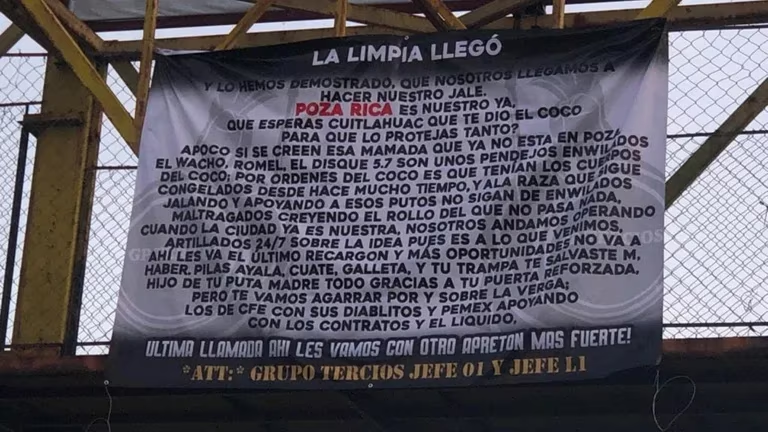 LA LIMPIA LLEGÓ
Y LO HEMOS DEMOSTRADO, QUE NOSOTROS LLEGAMOS A
HACER NUESTRO JALE.
POZA RICA ES NUESTRO YA,
QUE ESPERAS CUITLAHUAC QUE TE DIO EL COCO
PARA QUE LO PROTEJAS TANTO?
APOCO SI SE CREEN ESA MAMADA QUE YA NO ESTA EN POZA
EL WACHO, ROMEL, EL DISQUE 5.7 SON UNOS PENDEJOS ENWILADOS
DEL COCO; POR ORDENES DEL COCO ES QUE TENÍAN LOS CUERPOS
CONGELADOS DESDE HACE MUCHO TIEMPO, Y ALA RAZA QUE SIGUE
JALANDO Y APOYANDO A ESOS PUTOS NO SIGAN DE ENWILADOS
MALTRAGADOS CREYENDO EL ROLLO DEL QUE NO PASA NADA,
CUANDO LA CIUDAD YA ES NUESTRA, NOSOTROS ANDAMOS OPERANDO
ARTILLADOS 24/7 SOBRE LA IDEA PUES ES A LO QUE VENIMOS,
AHÍ LES VA EL ÚLTIMO RECARGON Y MAS OPORTUNIDADES NO VA A
HABER, PILAS AYALA, CUATE, GALLETA, Y TU TRAMPA TE SALVASTE M,
HIJO DE TU PUTA MADRE TODO GRACIAS A TU PUERTA REFORZADA,
PERO TE VAMOS AGARRAR POR Y SOBRE LA VERGA;
LOS DE CFE CON SUS DIABLITOS Y PEMEX APOYANDO
CON LOS CONTRATOS Y EL LIQUIDO,
ULTIMA LLAMADA AHI LES VAMOS CON OTRO APRETON MAS FUERTE!
*ATT:* GRUPO TERCIOS JEFE 01 Y JEFE L1